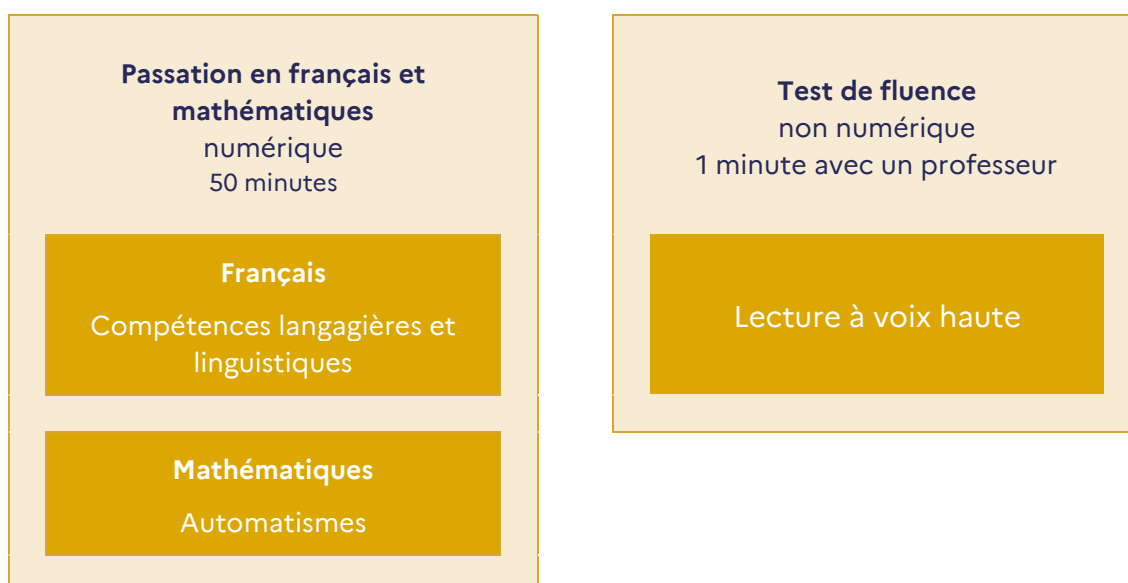 Passation en français et
mathématiques
numérique
50 minutes
Français
Compétences langagières et
linguistiques
Mathématiques
Automatismes
Test de fluence
non numérique
1 minute avec un professeur
Lecture à voix haute